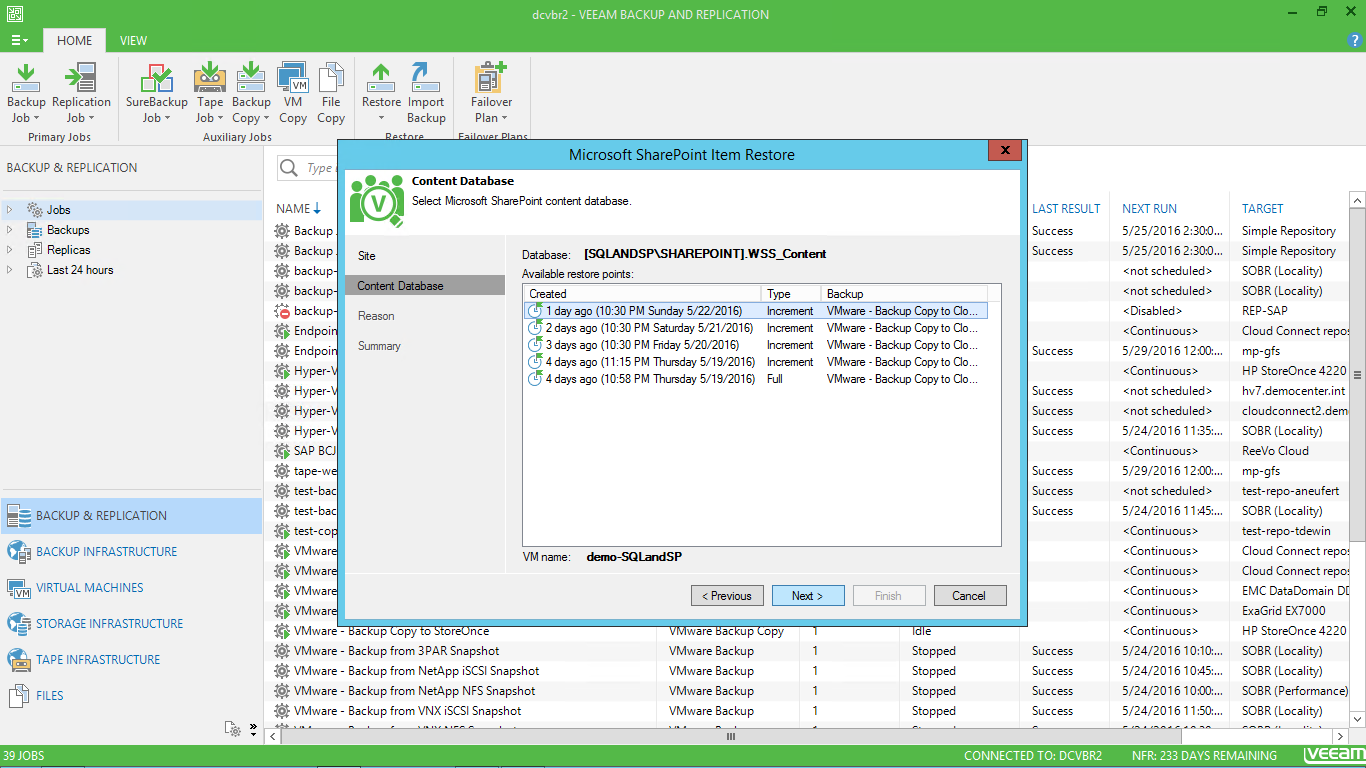 dcvbr2 - VEEAM BACKUP AND REPLICATION
HOME VIEW
Backup Job
Replication Job
SureBackup Job
Tape Job
Backup Copy
VM Copy
File Copy
Restore
Import Backup
Failover Plan
Primary Jobs
Auxiliary Jobs
Restore
Failover Plans
BACKUP & REPLICATION
Jobs
Backups
Replicas
Last 24 hours
BACKUP & REPLICATION
BACKUP INFRASTRUCTURE
VIRTUAL MACHINES
STORAGE INFRASTRUCTURE
TAPE INFRASTRUCTURE
FILES
Microsoft SharePoint Item Restore
Content Database
Select Microsoft SharePoint content database.
Site
Content Database
Reason
Summary
Database: [SQLANDSP\SHAREPOINT].WSS_Content
Available restore points:
Created Type Backup
1 day ago (10:30 PM Sunday 5/22/2016) Increment VMware - Backup Copy to Clo...
2 days ago (10:30 PM Saturday 5/21/2016) Increment VMware - Backup Copy to Clo...
3 days ago (10:30 PM Friday 5/20/2016) Increment VMware - Backup Copy to Clo...
4 days ago (11:15 PM Thursday 5/19/2016) Increment VMware - Backup Copy to Clo...
4 days ago (10:58 PM Thursday 5/19/2016) Full VMware - Backup Copy to Clo...
VM name: demo-SQLandSP
< Previous Next > Finish Cancel
Type
NAME LAST RESULT NEXT RUN TARGET
Backup Success 5/25/2016 2:30:0... Simple Repository
Backup Success 5/25/2016 2:30:0... Simple Repository
backup- <not scheduled> SOBR (Locality)
backup- <not scheduled> SOBR (Locality)
backup- <Disabled> REP-SAP
Endpoin <Continuous> Cloud Connect repos
Endpoin Success 5/29/2016 12:00:... mp-gfs
Hyper-V <Continuous> HP StoreOnce 4220
Hyper-V Success <not scheduled> hv7.democenter.int
Hyper-V Success <not scheduled> cloudconnect2.dem
Hyper-V Success 5/24/2016 11:35:... SOBR (Locality)
SAP BCJ <Continuous> ReeVo Cloud
tape-we Success 5/29/2016 12:00:... mp-gfs
test-bac Success <not scheduled> test-repo-aneufert
test-bac Success 5/24/2016 11:45:... SOBR (Locality)
test-cop <Continuous> test-repo-tdewin
VMware <Continuous> Cloud Connect repos
VMware <Continuous> Cloud Connect repos
VMware <Continuous> EMC DataDomain DD
VMware <Continuous> ExaGrid EX7000
VMware - Backup Copy to StoreOnce VMware Backup Copy 1 Idle <Continuous> HP StoreOnce 4220
VMware - Backup from 3PAR Snapshot VMware Backup 1 Stopped Success 5/24/2016 10:10:... SOBR (Locality)
VMware - Backup from NetApp iSCSI Snapshot VMware Backup 1 Stopped Success 5/24/2016 10:45:... SOBR (Locality)
VMware - Backup from NetApp NFS Snapshot VMware Backup 1 Stopped Success 5/24/2016 10:00:... SOBR (Performance)
VMware - Backup from VNX iSCSI Snapshot VMware Backup 1 Stopped Success 5/24/2016 11:50:... SOBR (Locality)
39 JOBS CONNECTED TO: DCVBR2 NFR: 233 DAYS REMAINING veeam